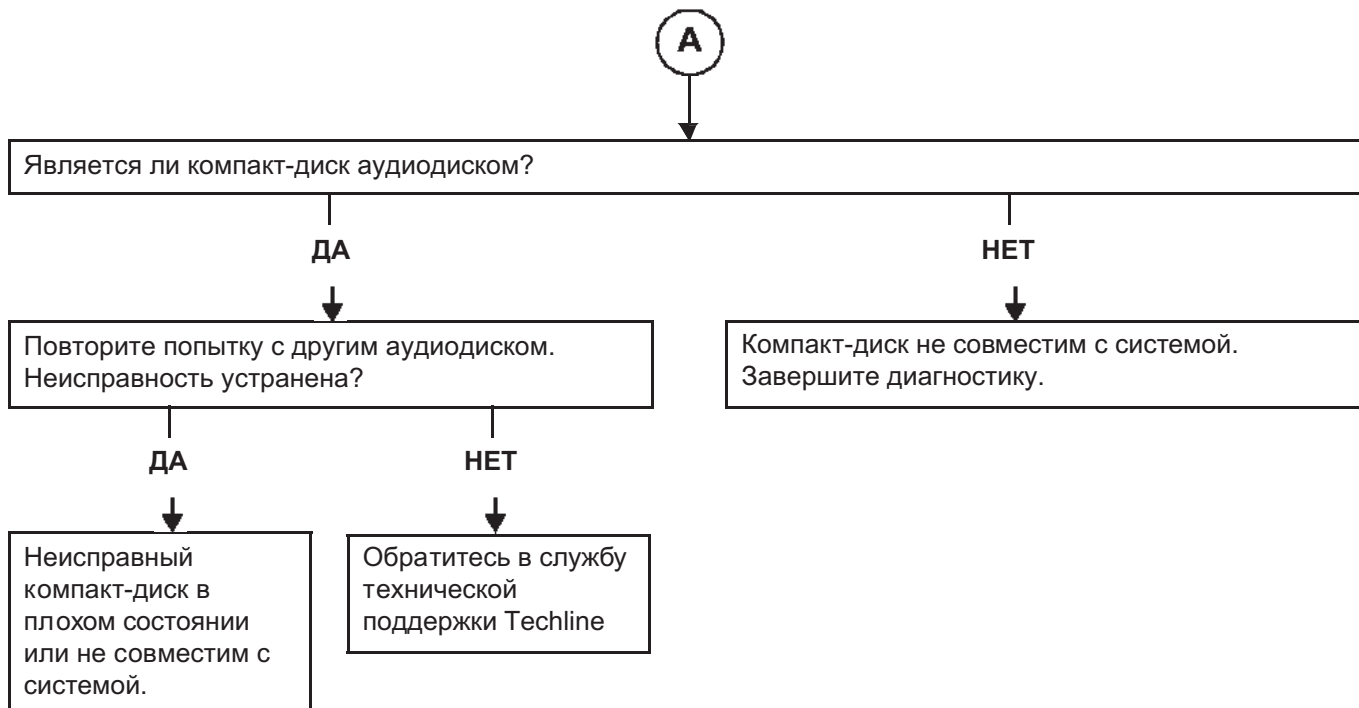 A
Является ли компакт-диск аудиодиском?
ДА
НЕТ
Повторите попытку с другим аудиодиском.
Неисправность устранена?
Компакт-диск не совместим с системой.
Завершите диагностику.
ДА
НЕТ
Неисправный
компакт-диск в
плохом состоянии
или не совместим с
системой.
Обратитесь в службу
технической
поддержки Techline